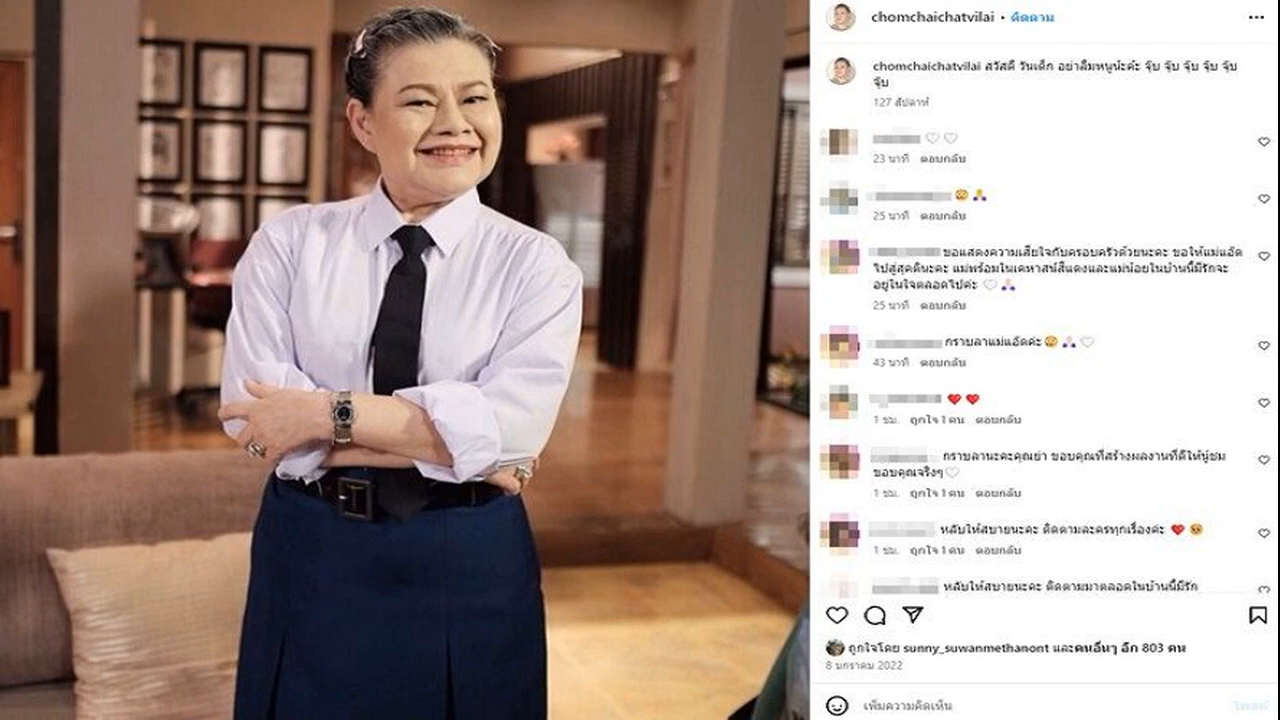 chomchaichatvilai • ติดตาม
chomchaichatvilai สวัสดี วันเด็ก อย่าลืมหนูน่ะค่ะ จุ๊บ จุ๊บ จุ๊บ จุ๊บ จุ๊บ
จุ๊บ
127 สัปดาห์
23 นาที ตอบกลับ
25 นาที ตอบกลับ
ขอแสดงความเสียใจกับครอบครัวด้วยนะคะ ขอให้แม่แอ๊ด
ไปสู่สุคตินะคะ แม่พร้อมในเคหาสน์สีแดงและแม่น้อยในบ้านนี้มีรักจะ
อยู่ในใจตลอดไปค่ะ
25 นาที ตอบกลับ
กราบลาแม่แอ๊ดค่ะ
43 นาที ตอบกลับ
1 ชม. ถูกใจ 1 คน ตอบกลับ
กราบลานะคะคุณย่า ขอบคุณที่สร้างผลงานที่ดีให้นู๋ชม
ขอบคุณจริงๆ
1 ชม. ถูกใจ 1 คน ตอบกลับ
หลับให้สบายนะคะ ติดตามละครทุกเรื่องค่ะ
1 ชม. ถูกใจ 1 คน ตอบกลับ
หลับให้สบายนะคะ ติดตามมาตลอดในบ้านนี้มีรัก
ถูกใจโดย sunny_suwanmethanont และคนอื่นๆ อีก 803 คน
8 มกราคม 2022
เพิ่มความคิดเห็น
โพสต์